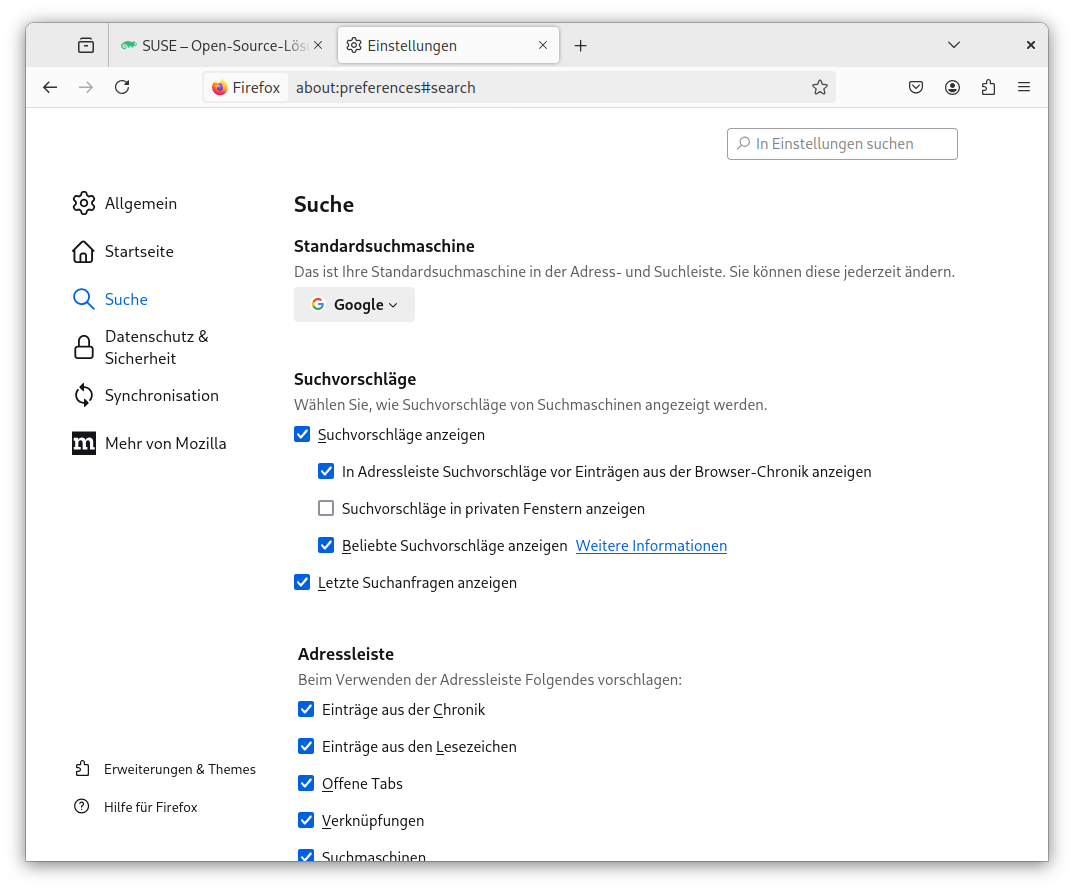 SUSE – Open-Source-Lös
Einstellungen
Firefox
about:preferences#search
In Einstellungen suchen
Allgemein
Startseite
Suche
Datenschutz &
Sicherheit
Synchronisation
m Mehr von Mozilla
Erweiterungen & Themes
Hilfe für Firefox
Suche
Standardsuchmaschine
Das ist Ihre Standardsuchmaschine in der Adress- und Suchleiste. Sie können diese jederzeit ändern.
Google
Suchvorschläge
Wählen Sie, wie Suchvorschläge von Suchmaschinen angezeigt werden.
Suchvorschläge anzeigen
In Adressleiste Suchvorschläge vor Einträgen aus der Browser-Chronik anzeigen
Suchvorschläge in privaten Fenstern anzeigen
Beliebte Suchvorschläge anzeigen Weitere Informationen
Letzte Suchanfragen anzeigen
Adressleiste
Beim Verwenden der Adressleiste Folgendes vorschlagen:
Einträge aus der Chronik
Einträge aus den Lesezeichen
Offene Tabs
Verknüpfungen
Suchmaschinen